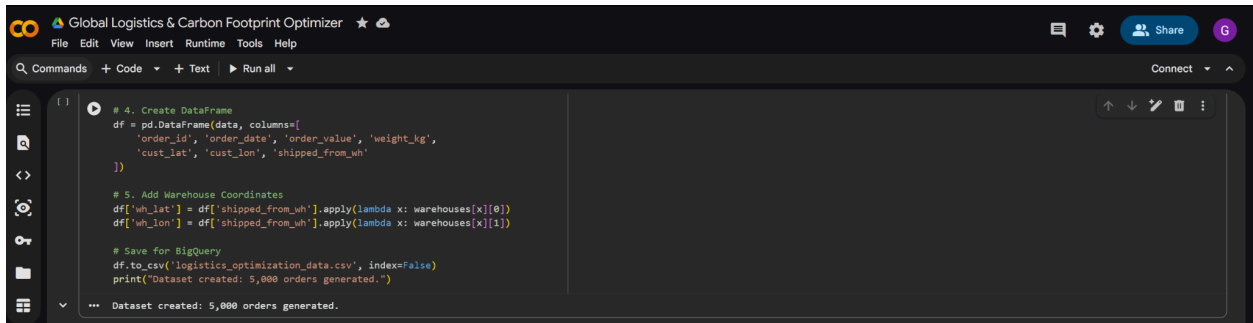 CO
Global Logistics & Carbon Footprint Optimizer
File Edit View Insert Runtime Tools Help
Share
G
Commands + Code + Text Run all
Connect
[ ]
# 4. Create DataFrame
df = pd.DataFrame(data, columns=[
    'order_id', 'order_date', 'order_value', 'weight_kg',
    'cust_lat', 'cust_lon', 'shipped_from_wh'
])
# 5. Add Warehouse Coordinates
df['wh_lat'] = df['shipped_from_wh'].apply(lambda x: warehouses[x][0])
df['wh_lon'] = df['shipped_from_wh'].apply(lambda x: warehouses[x][1])
# Save for BigQuery
df.to_csv('logistics_optimization_data.csv', index=False)
print("Dataset created: 5,000 orders generated.")
Dataset created: 5,000 orders generated.